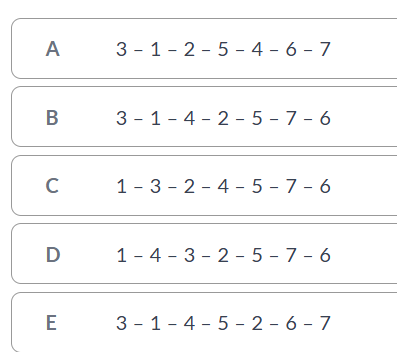 A 3 – 1 – 2 – 5 – 4 – 6 – 7
B 3 – 1 – 4 – 2 – 5 – 7 – 6
C 1 – 3 – 2 – 4 – 5 – 7 – 6
D 1 – 4 – 3 – 2 – 5 – 7 – 6
E 3 – 1 – 4 – 5 – 2 – 6 – 7